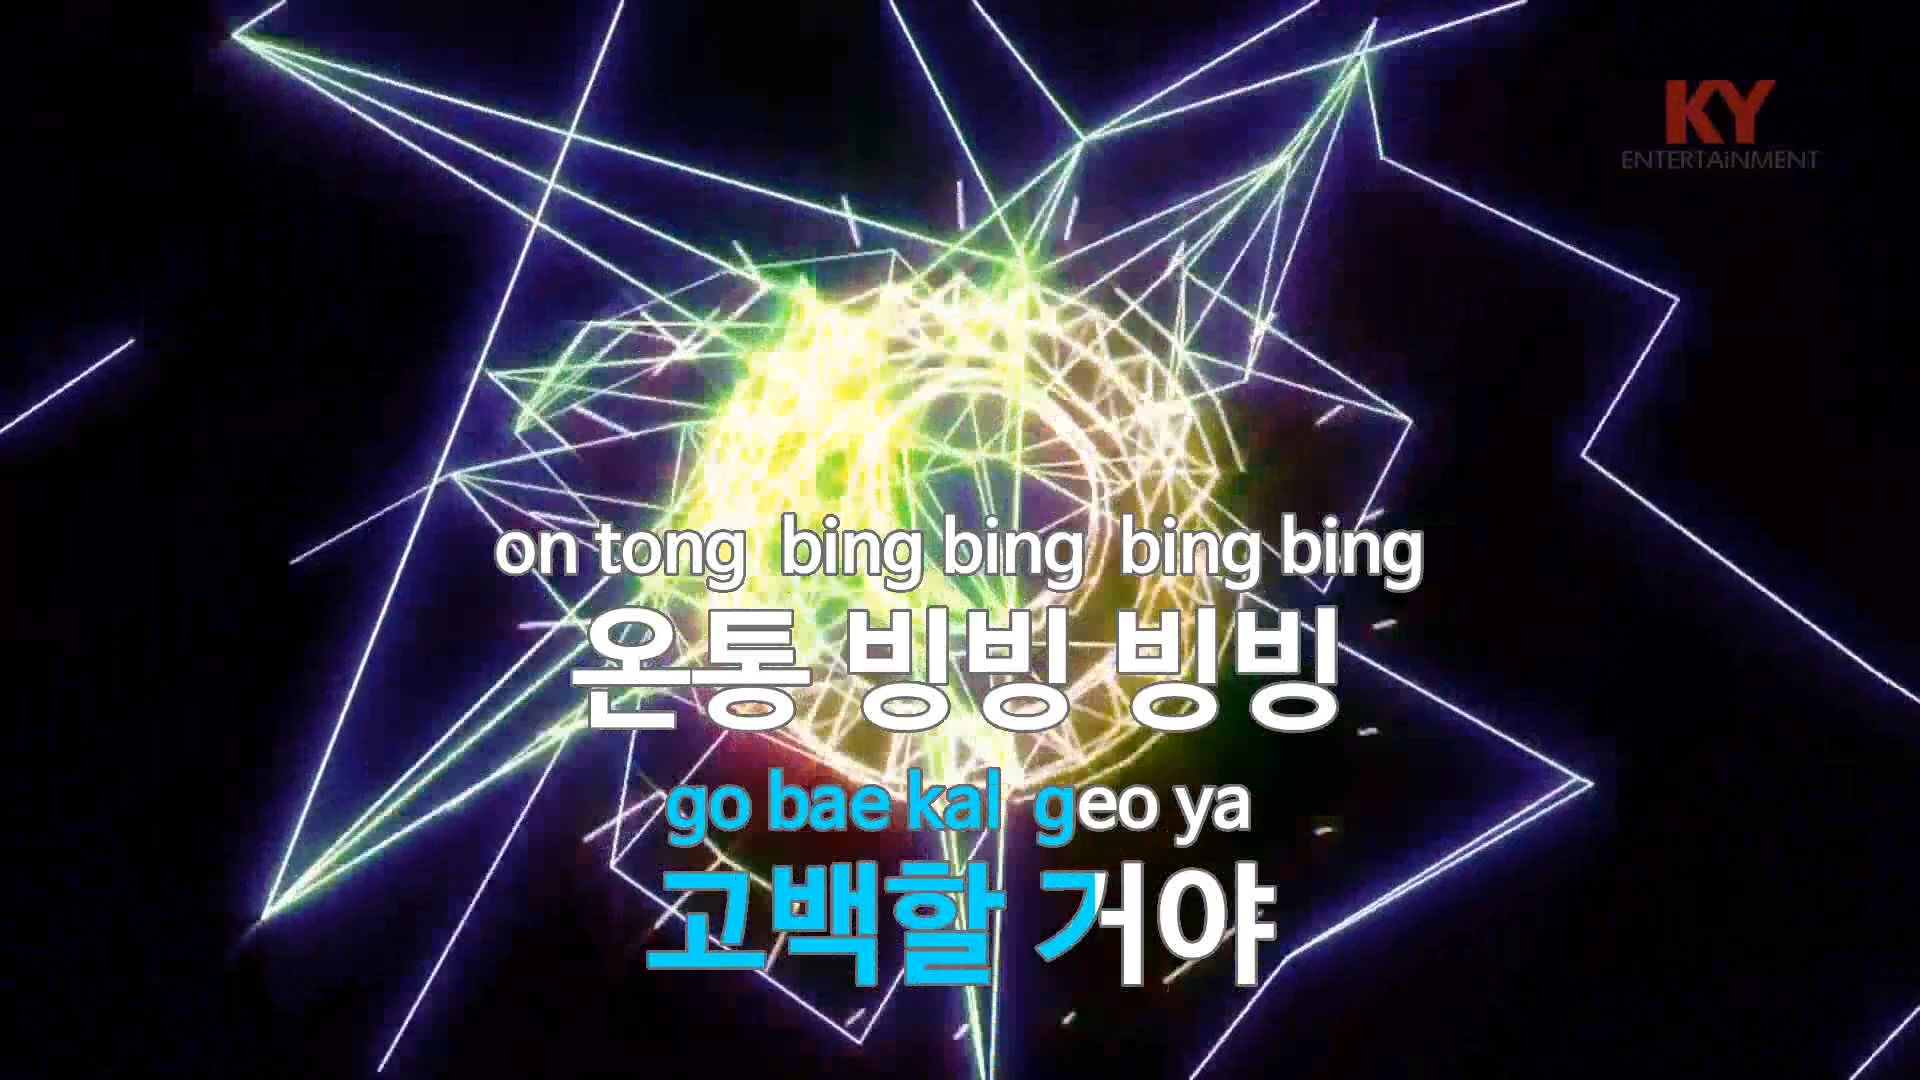 KY
ENTERTAiNMENT
on tong bing bing bing bing
온통 빙빙 빙빙
go bae kal geo ya
고백할 거야